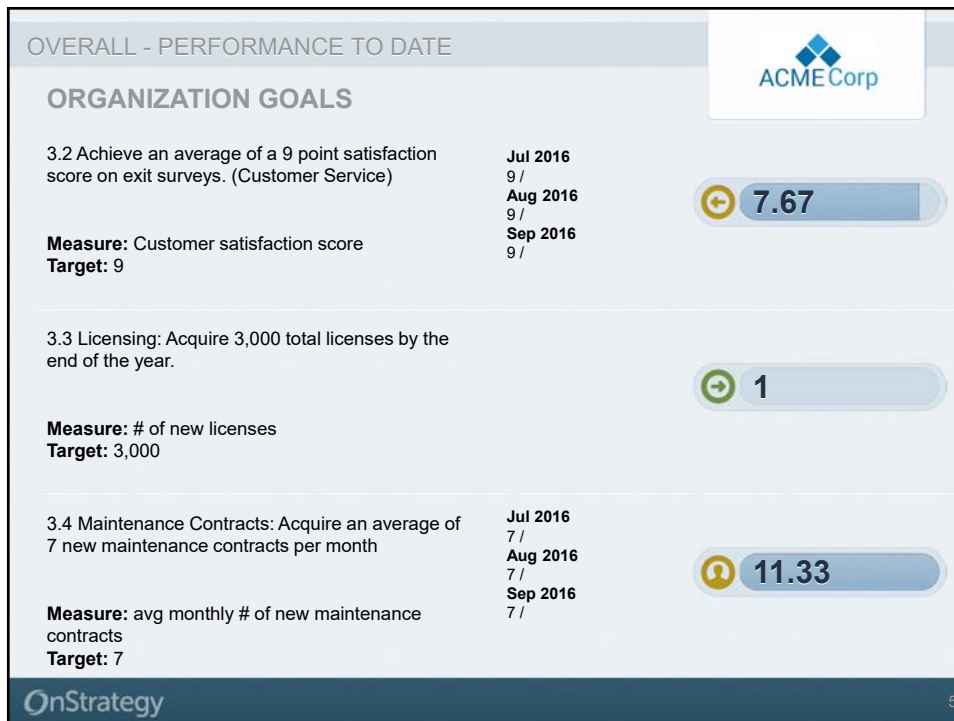 OVERALL - PERFORMANCE TO DATE
ACMECorp
ORGANIZATION GOALS
3.2 Achieve an average of a 9 point satisfaction
score on exit surveys. (Customer Service)
Measure: Customer satisfaction score
Target: 9
Jul 2016
9 /
Aug 2016
9 /
Sep 2016
9 /
7.67
3.3 Licensing: Acquire 3,000 total licenses by the
end of the year.
Measure: # of new licenses
Target: 3,000
1
3.4 Maintenance Contracts: Acquire an average of
7 new maintenance contracts per month
Measure: avg monthly # of new maintenance
contracts
Target: 7
Jul 2016
7 /
Aug 2016
7 /
Sep 2016
7 /
11.33
OnStrategy
5